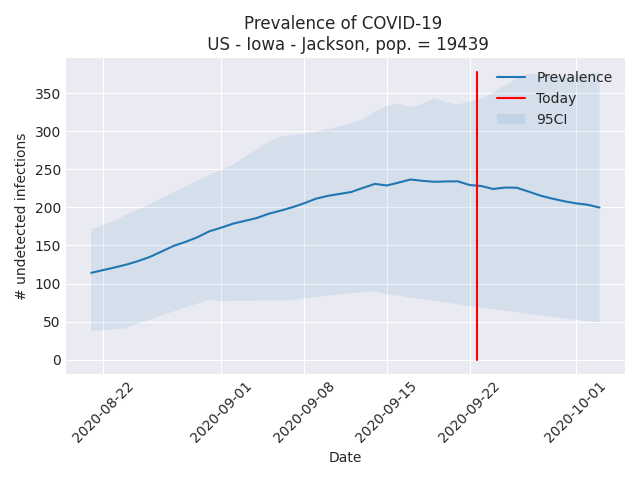 Prevalence of COVID-19
US - Iowa - Jackson, pop. = 19439
Prevalence
Today
95CI
# undetected infections
350
300
250
200
150
100
50
0
2020-08-22
2020-09-01
2020-09-08
2020-09-15
2020-09-22
2020-10-01
Date